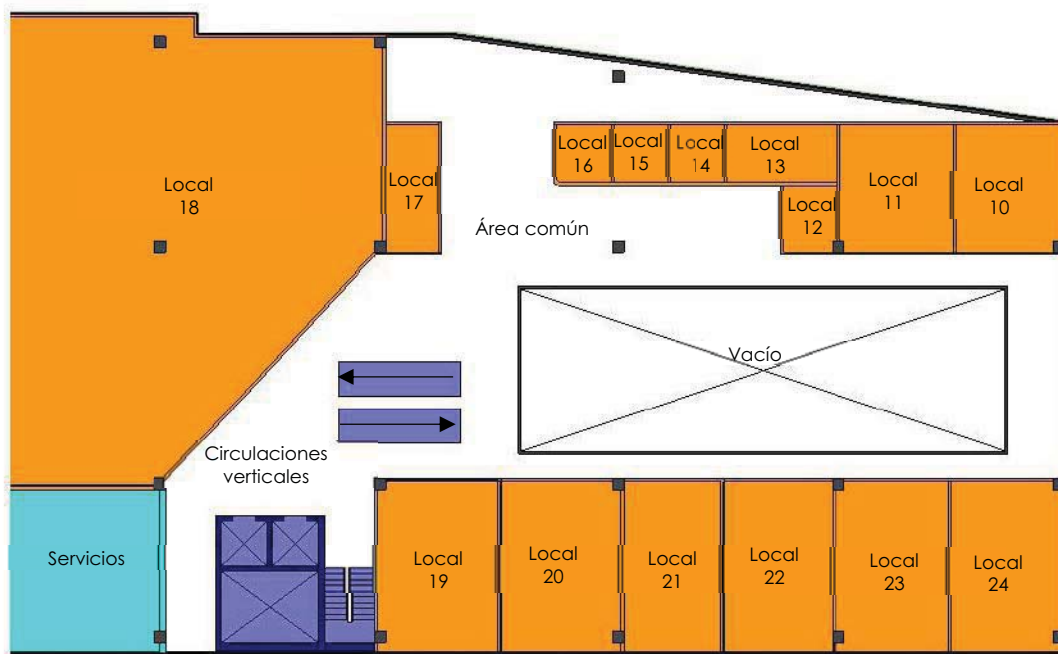 Local
16
Local
15
Local
14
Local
13
Local
18
Local
17
Local
12
Local
11
Local
10
Área común
Vacío
Circulaciones
verticales
Servicios
Local
19
Local
20
Local
21
Local
22
Local
23
Local
24